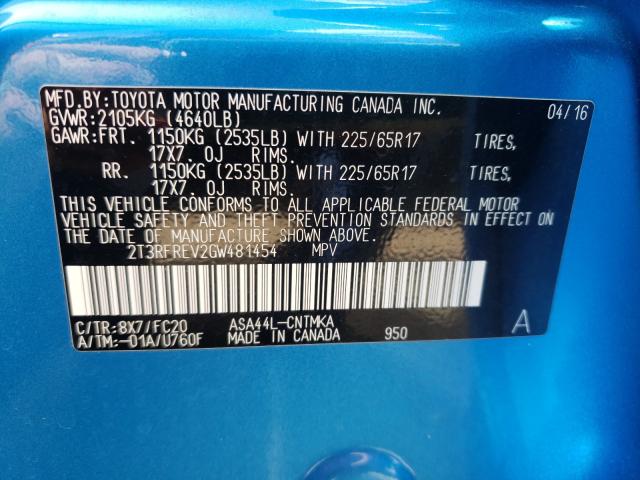 MFD.BY:TOYOTA MOTOR MANUFACTURING CANADA INC. 04/16
GVWR:2105KG (4640LB)
GAWR:FRT. 1150KG (2535LB) WITH 225/65R17 TIRES,
17X7. 0J RIMS.
RR. 1150KG (2535LB) WITH 225/65R17 TIRES,
17X7. 0J RIMS.
THIS VEHICLE CONFORMS TO ALL APPLICABLE FEDERAL MOTOR
VEHICLE SAFETY AND THEFT PREVENTION STANDARDS IN EFFECT ON
THE DATE OF MANUFACTURE SHOWN ABOVE.
2T3RFREV2GW481454 MPV
C/TR:8X7/FC20 ASA44L-CNTMKA
A/TM:-01A/U760F MADE IN CANADA 950 A